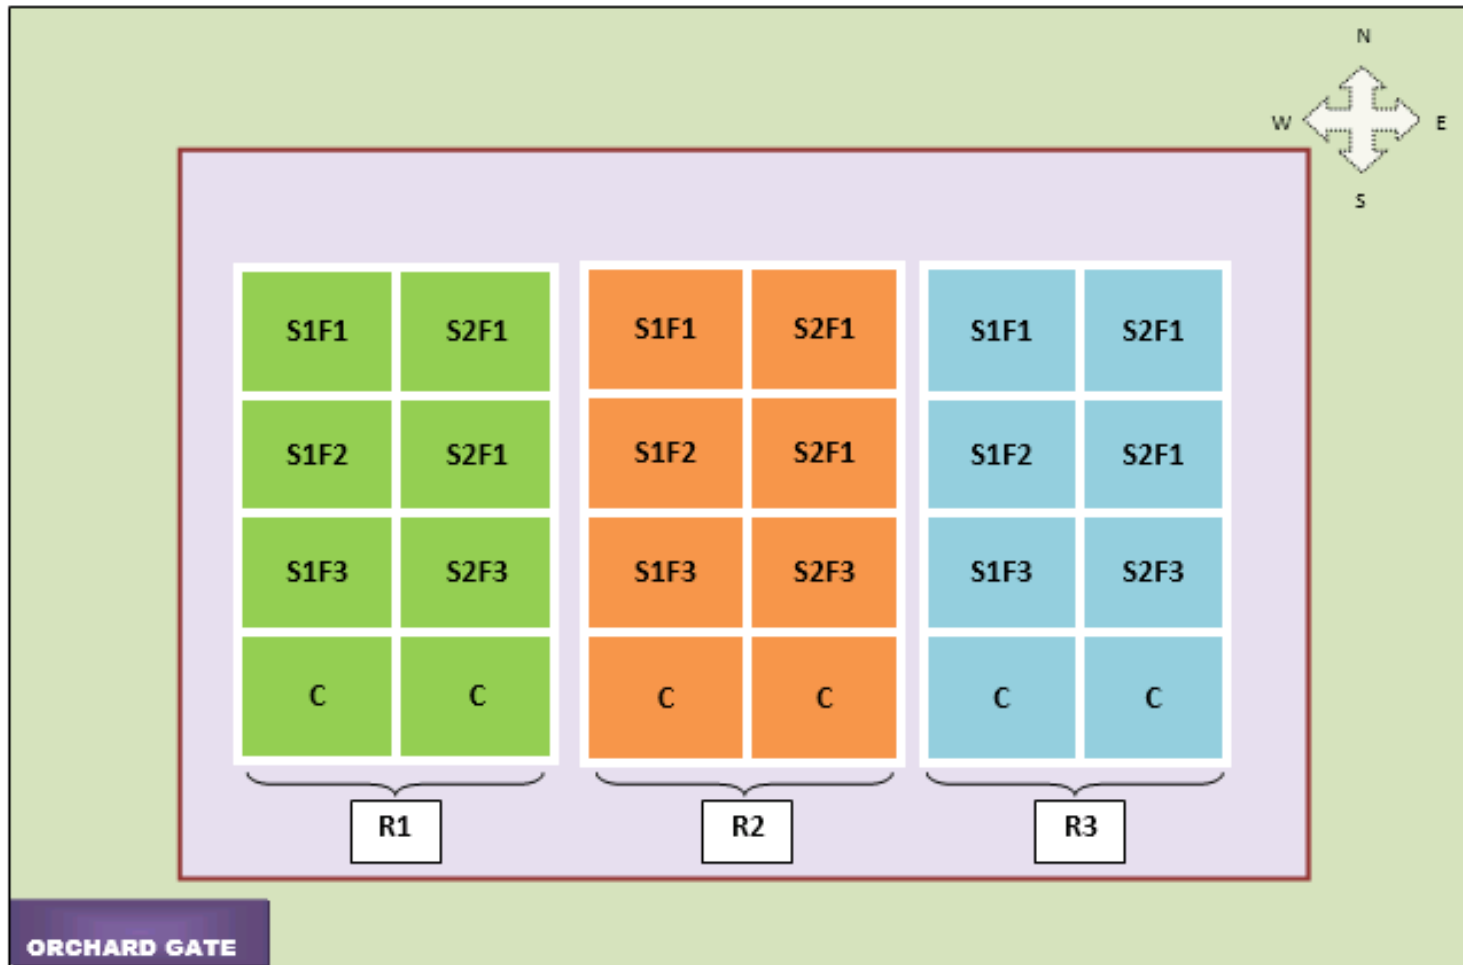 N
W E
S
S1F1 S2F1 S1F1 S2F1 S1F1 S2F1
S1F2 S2F1 S1F2 S2F1 S1F2 S2F1
S1F3 S2F3 S1F3 S2F3 S1F3 S2F3
C C C C C C
R1 R2 R3
ORCHARD GATE